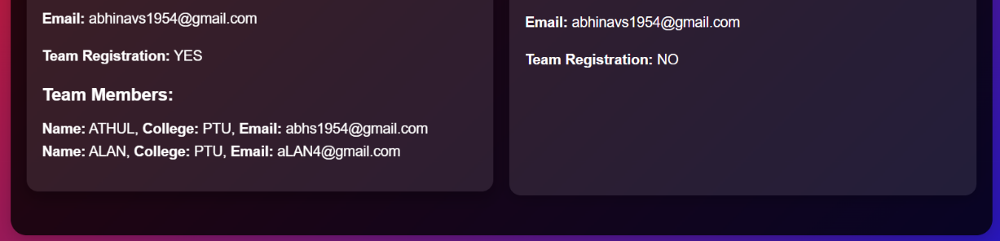 Email: abhinavs1954@gmail.com
Team Registration: YES
Team Members:
Name: ATHUL, College: PTU, Email: abhs1954@gmail.com
Name: ALAN, College: PTU, Email: aLAN4@gmail.com
Email: abhinavs1954@gmail.com
Team Registration: NO